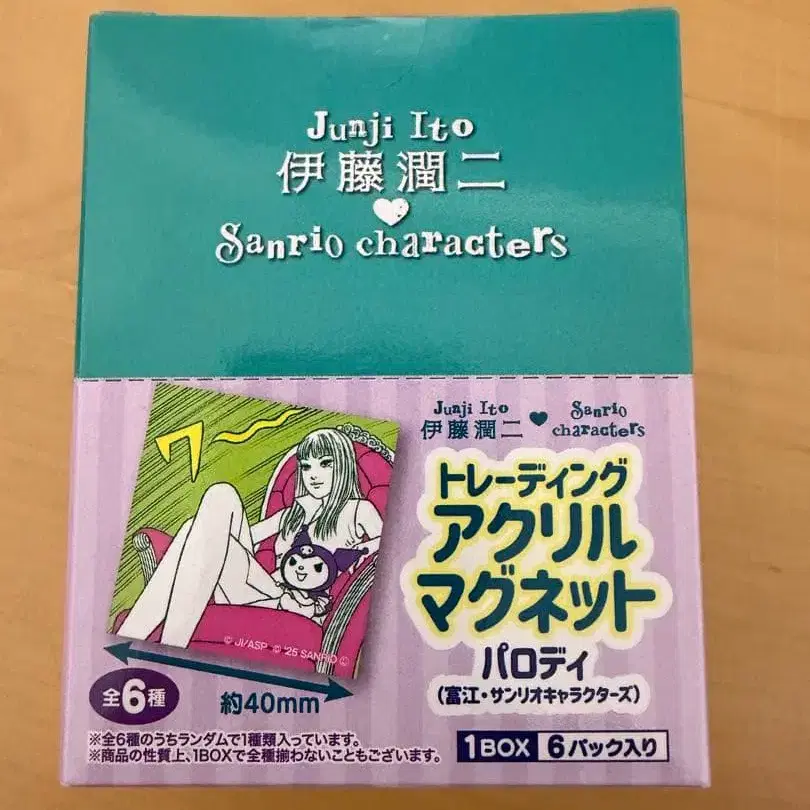 Junji Ito
伊藤潤二
♥
Sanrio characters
ワー
© JI/ASP © '25 SANRIO ©
Junji Ito
伊藤潤二
♥
Sanrio
characters
トレーディング
アクリル
マグネット
パロディ
(富江・サンリオキャラクターズ)
全6種
約40mm
※全6種のうちランダムで1種類入っています。
※商品の性質上、1BOXで全種揃わないこともございます。
1BOX 6パック入り